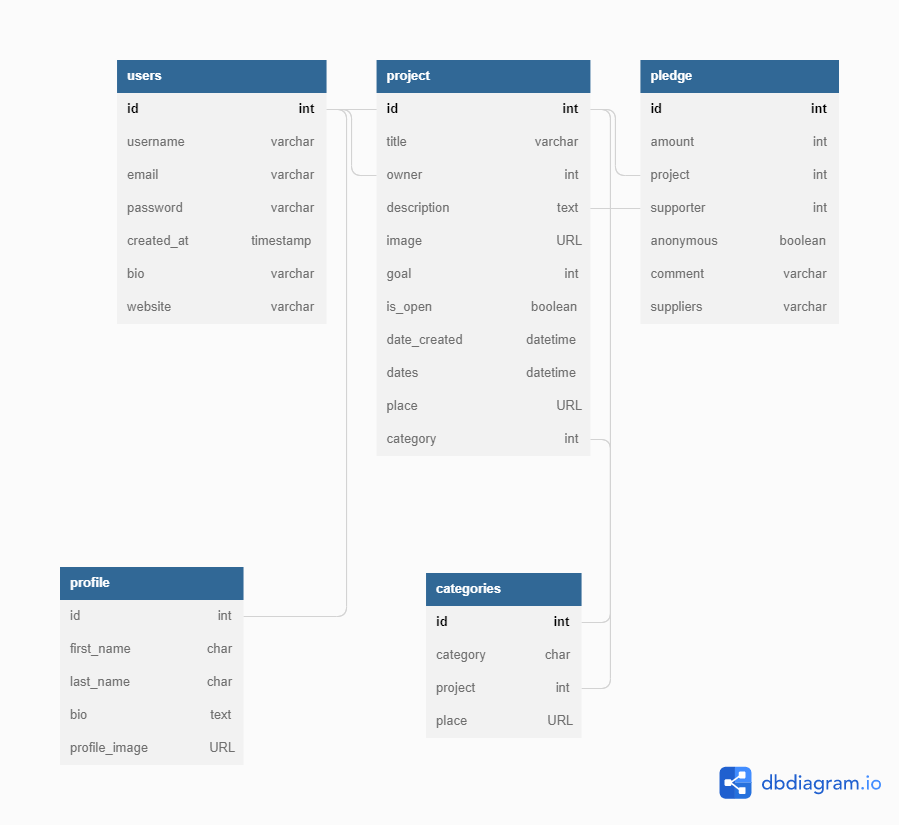 users
id int
username varchar
email varchar
password varchar
created_at timestamp
bio varchar
website varchar
project
id int
title varchar
owner int
description text
image URL
goal int
is_open boolean
date_created datetime
dates datetime
place URL
category int
pledge
id int
amount int
project int
supporter int
anonymous boolean
comment varchar
suppliers varchar
profile
id int
first_name char
last_name char
bio text
profile_image URL
categories
id int
category char
project int
place URL
dbdiagram.io